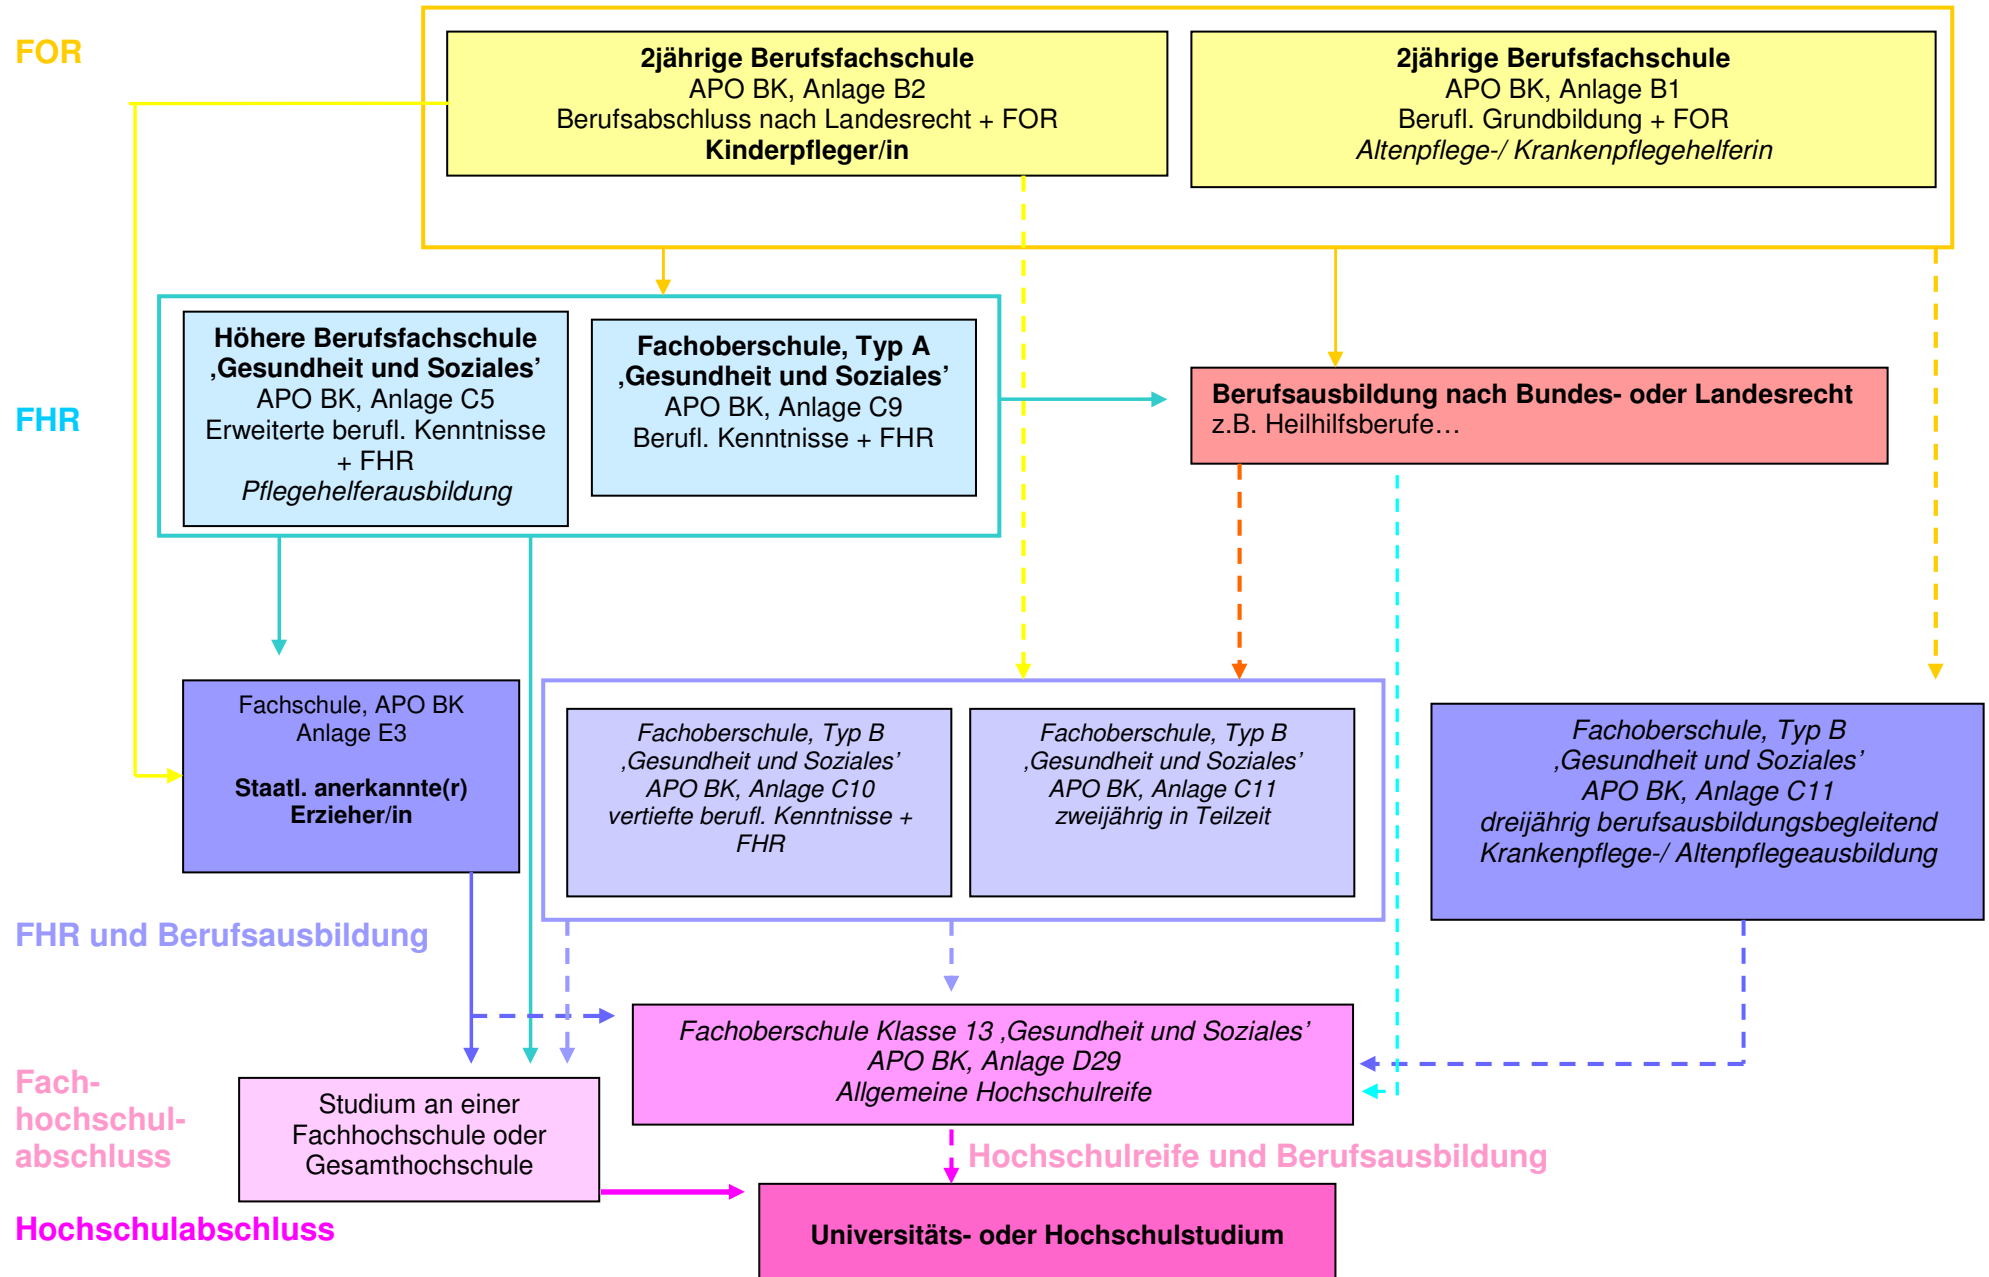 FOR
2jährige Berufsfachschule
APO BK, Anlage B2
Berufsabschluss nach Landesrecht + FOR
Kinderpfleger/in
2jährige Berufsfachschule
APO BK, Anlage B1
Berufl. Grundbildung + FOR
Altenpflege-/ Krankenpflegehelferin
FHR
Höhere Berufsfachschule
‚Gesundheit und Soziales’
APO BK, Anlage C5
Erweiterte berufl. Kenntnisse
+ FHR
Pflegehelferausbildung
Fachoberschule, Typ A
‚Gesundheit und Soziales’
APO BK, Anlage C9
Berufl. Kenntnisse + FHR
Berufsausbildung nach Bundes- oder Landesrecht
z.B. Heilhilfsberufe…
Fachschule, APO BK
Anlage E3
Staatl. anerkannte(r)
Erzieher/in
Fachoberschule, Typ B
‚Gesundheit und Soziales’
APO BK, Anlage C10
vertiefte berufl. Kenntnisse +
FHR
Fachoberschule, Typ B
‚Gesundheit und Soziales’
APO BK, Anlage C11
zweijährig in Teilzeit
Fachoberschule, Typ B
‚Gesundheit und Soziales’
APO BK, Anlage C11
dreijährig berufsausbildungsbegleitend
Krankenpflege-/ Altenpflegeausbildung
FHR und Berufsausbildung
Fachoberschule Klasse 13 ‚Gesundheit und Soziales’
APO BK, Anlage D29
Allgemeine Hochschulreife
Fach-
hochschul-
abschluss
Studium an einer
Fachhochschule oder
Gesamthochschule
Hochschulreife und Berufsausbildung
Hochschulabschluss
Universitäts- oder Hochschulstudium